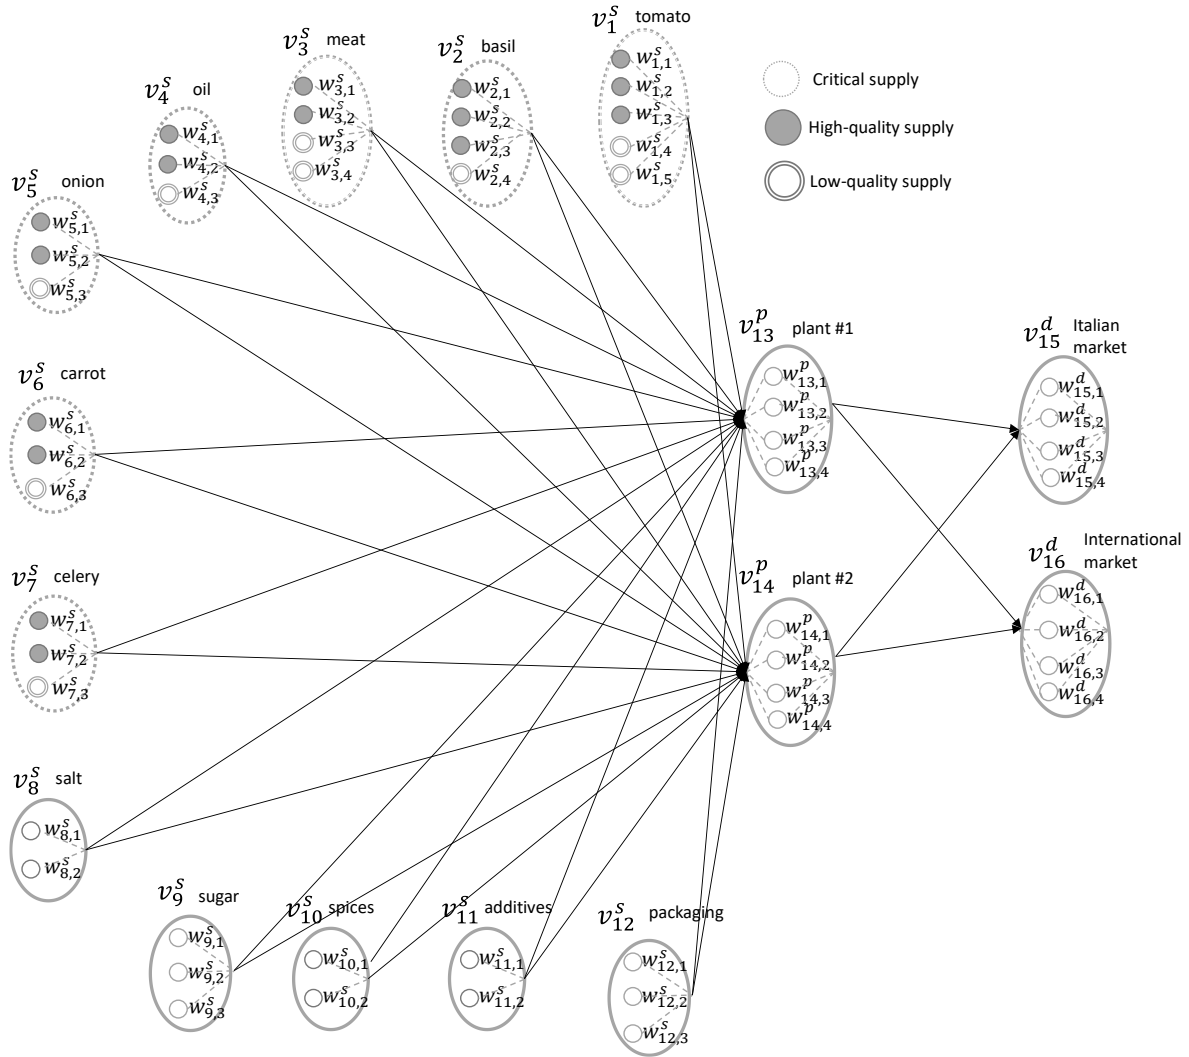 v_1^s tomato
w_{1,1}^s
w_{1,2}^s
w_{1,3}^s
w_{1,4}^s
w_{1,5}^s
v_2^s basil
w_{2,1}^s
w_{2,2}^s
w_{2,3}^s
w_{2,4}^s
v_3^s meat
w_{3,1}^s
w_{3,2}^s
w_{3,3}^s
w_{3,4}^s
v_4^s oil
w_{4,1}^s
w_{4,2}^s
w_{4,3}^s
v_5^s onion
w_{5,1}^s
w_{5,2}^s
w_{5,3}^s
v_6^s carrot
w_{6,1}^s
w_{6,2}^s
w_{6,3}^s
v_7^s celery
w_{7,1}^s
w_{7,2}^s
w_{7,3}^s
v_8^s salt
w_{8,1}^s
w_{8,2}^s
v_9^s sugar
w_{9,1}^s
w_{9,2}^s
w_{9,3}^s
v_{10}^s spices
w_{10,1}^s
w_{10,2}^s
v_{11}^s additives
w_{11,1}^s
w_{11,2}^s
v_{12}^s packaging
w_{12,1}^s
w_{12,2}^s
w_{12,3}^s
Critical supply
High-quality supply
Low-quality supply
v_{13}^p plant #1
w_{13,1}^p
w_{13,2}^p
w_{13,3}^p
w_{13,4}^p
v_{14}^p plant #2
w_{14,1}^p
w_{14,2}^p
w_{14,3}^p
w_{14,4}^p
v_{15}^d Italian
market
w_{15,1}^d
w_{15,2}^d
w_{15,3}^d
w_{15,4}^d
v_{16}^d International
market
w_{16,1}^d
w_{16,2}^d
w_{16,3}^d
w_{16,4}^d